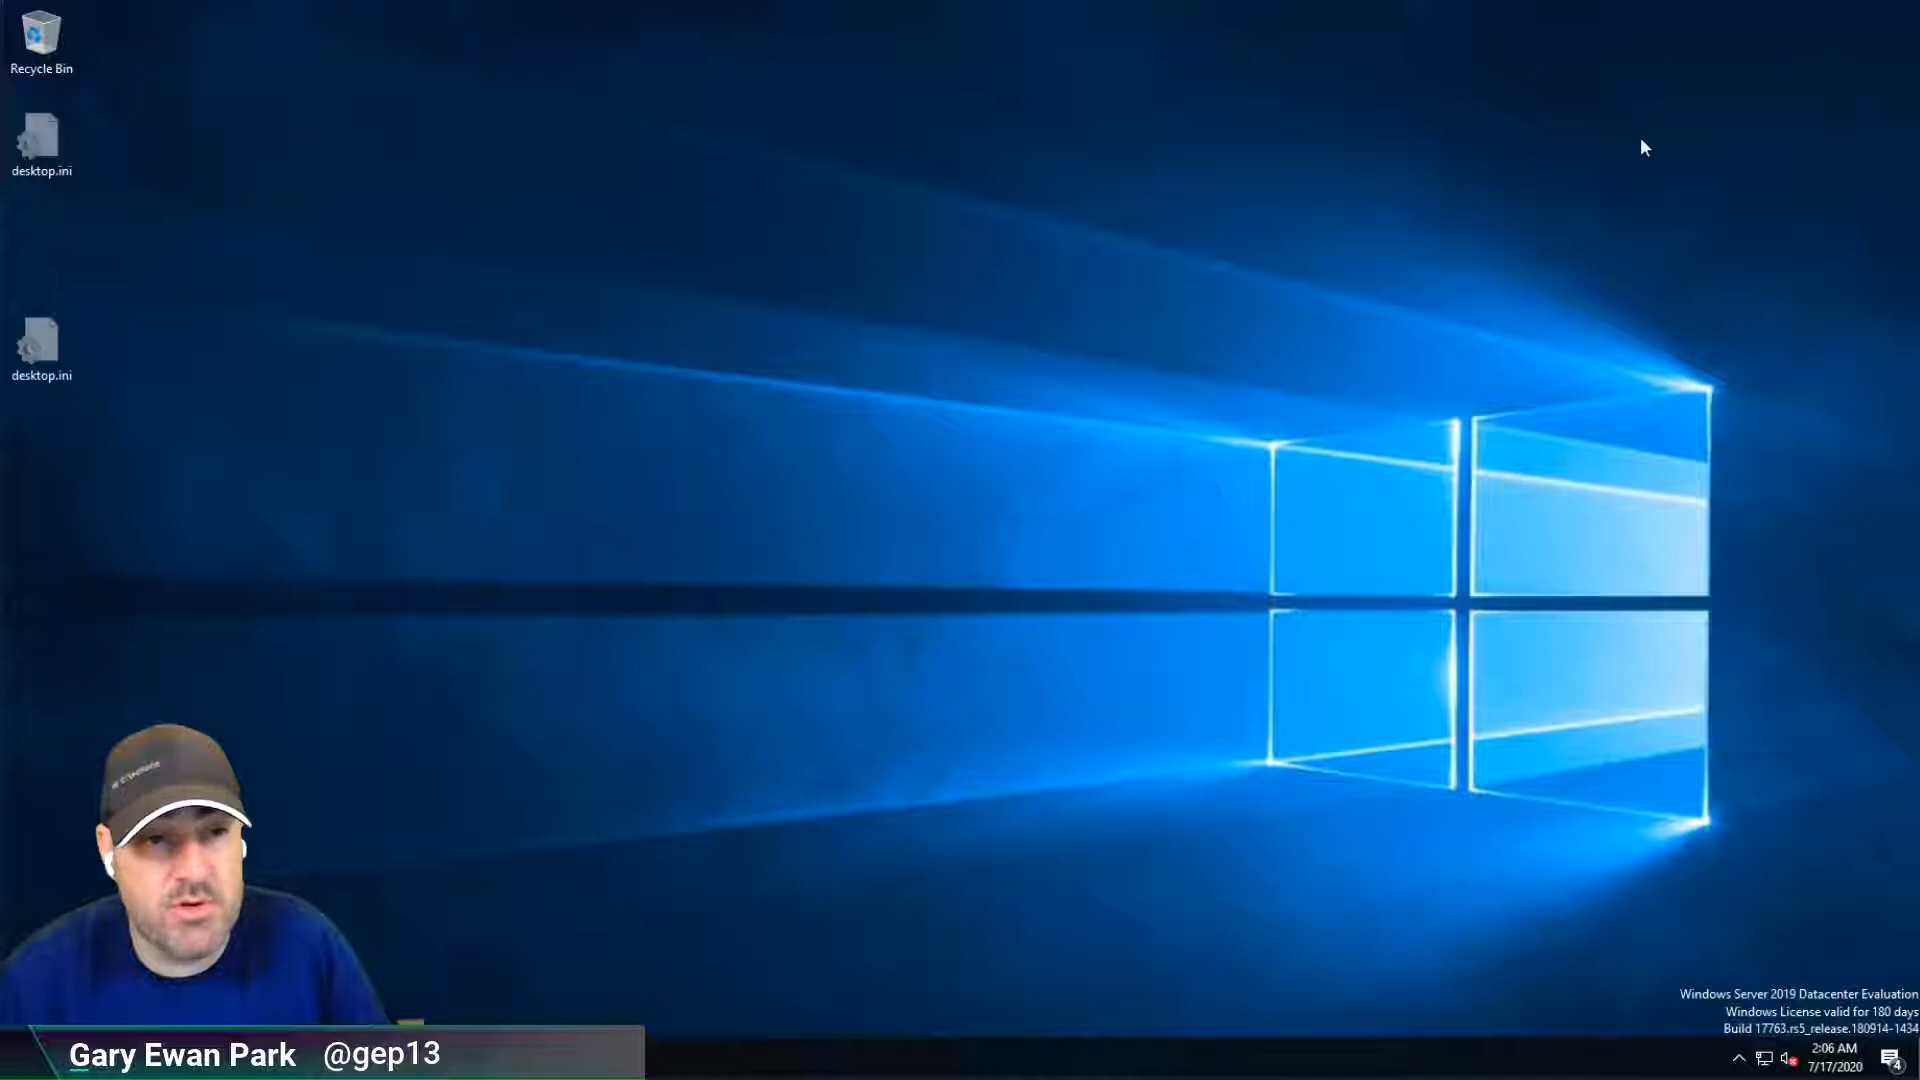 Recycle Bin
desktop.ini
desktop.ini
Windows Server 2019 Datacenter Evaluation
Windows License valid for 180 days
Build 17763.rs5_release.180914-1434
2:06 AM
7/17/2020
4
Gary Ewan Park @gep13